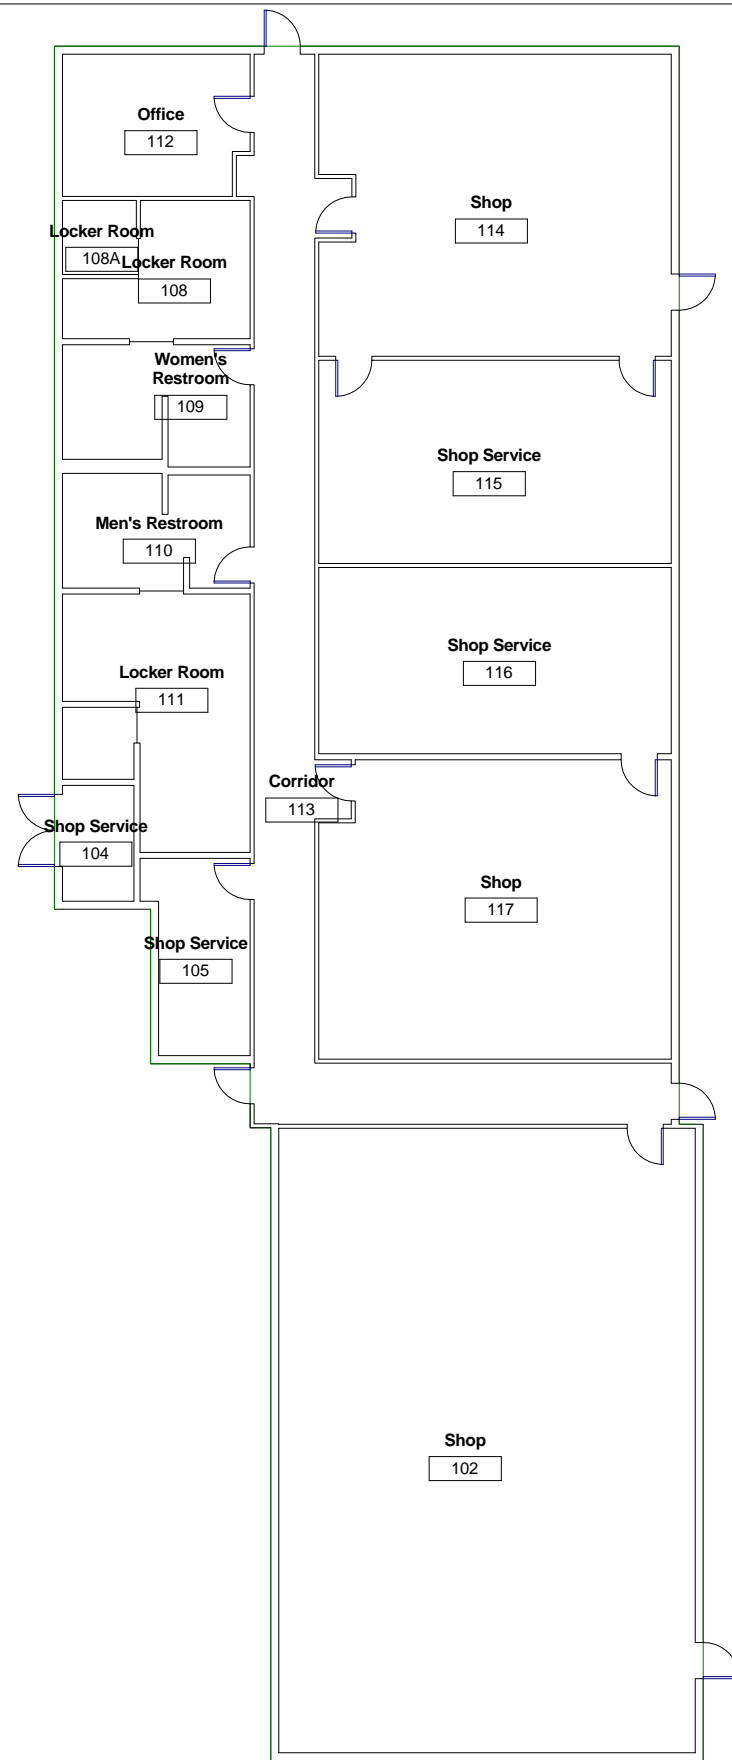 Office
112
Shop
114
Locker Room
108A
Locker Room
108
Women's
Restroom
109
Shop Service
115
Men's Restroom
110
Shop Service
116
Locker Room
111
Corridor
113
Shop Service
104
Shop
117
Shop Service
105
Shop
102